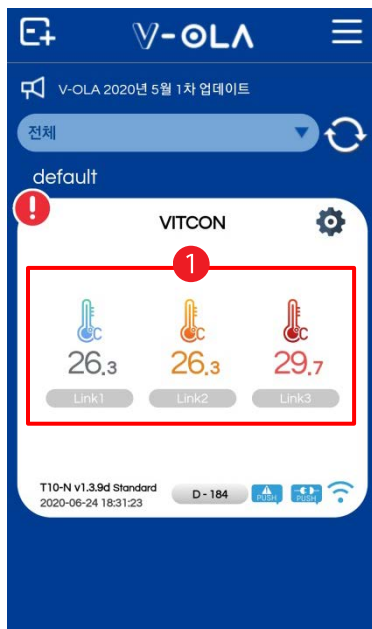 V-OLA
V-OLA 2020년 5월 1차 업데이트
전체
default
!
VITCON
1
°C °C °C
26.3 26.3 29.7
Link1 Link2 Link3
T10-N v1.3.9d Standard
2020-06-24 18:31:23
D - 184
PUSH PUSH